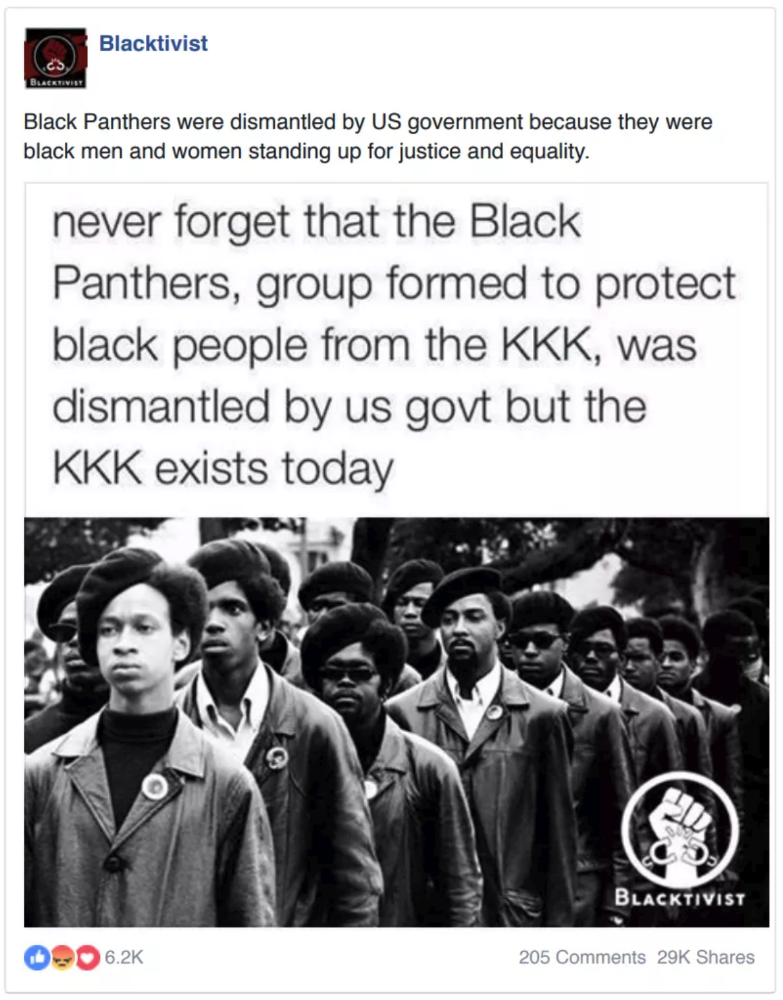 BLACKTIVIST
Blacktivist
Black Panthers were dismantled by US government because they were
black men and women standing up for justice and equality.
never forget that the Black
Panthers, group formed to protect
black people from the KKK, was
dismantled by us govt but the
KKK exists today
BLACKTIVIST
6.2K
205 Comments 29K Shares